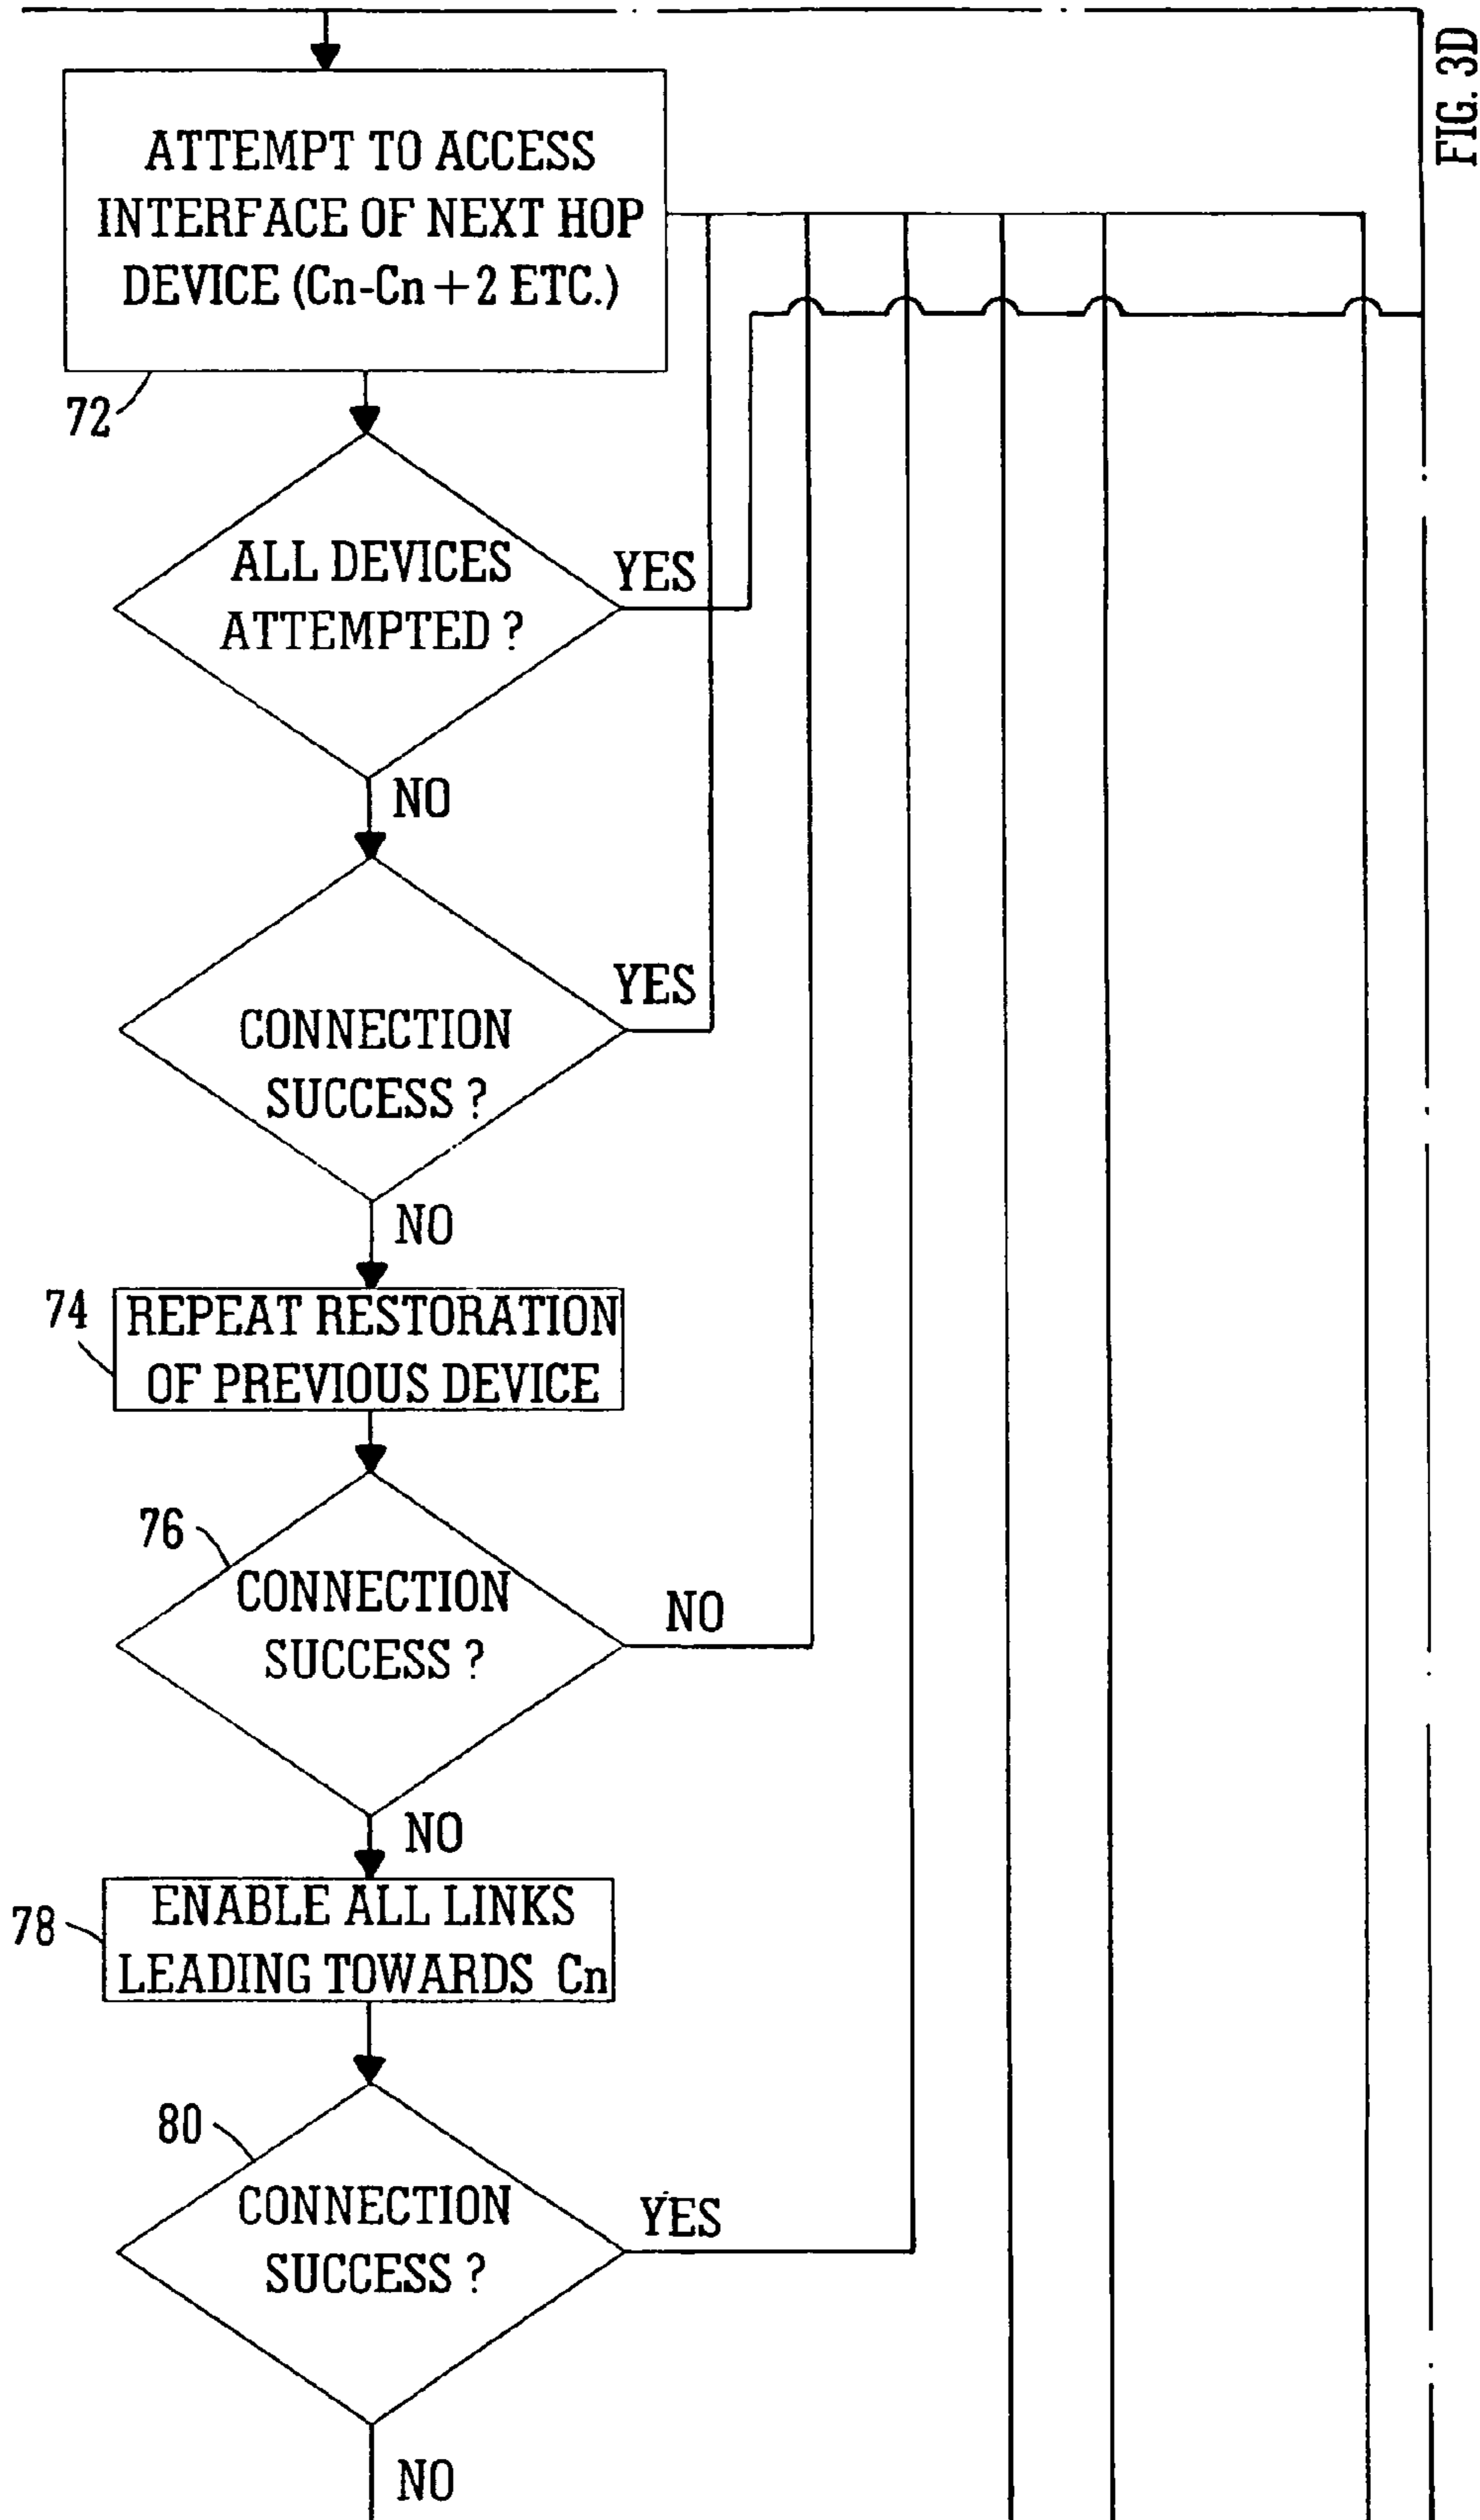 FIG. 3D
ATTEMPT TO ACCESS
INTERFACE OF NEXT HOP
DEVICE (Cn-Cn+2 ETC.)
72
ALL DEVICES
ATTEMPTED ?
YES
NO
CONNECTION
SUCCESS ?
YES
NO
74
REPEAT RESTORATION
OF PREVIOUS DEVICE
76
CONNECTION
SUCCESS ?
NO
NO
78
ENABLE ALL LINKS
LEADING TOWARDS Cn
80
CONNECTION
SUCCESS ?
YES
NO